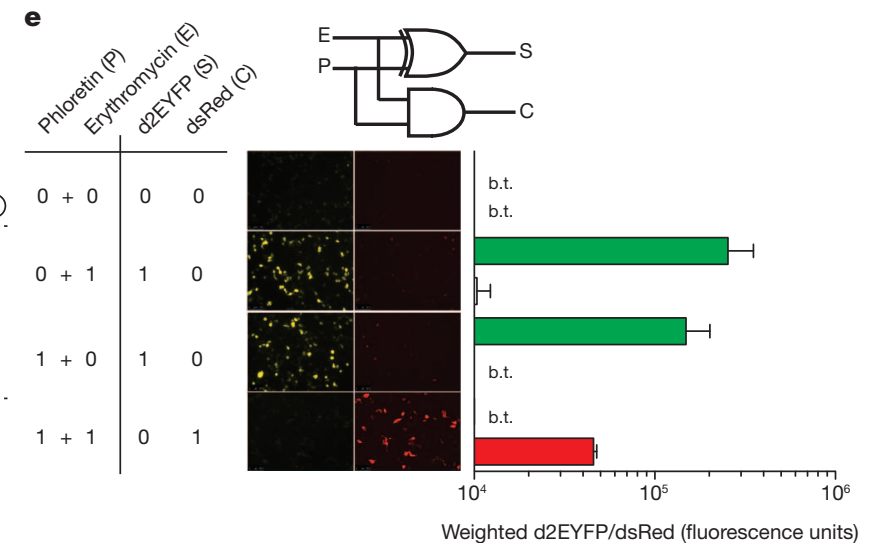 e
Phloretin (P)
Erythromycin (E)
d2EYFP (S)
dsRed (C)
E
P
S
C
0 + 0 0 0
b.t.
b.t.
0 + 1 1 0
1 + 0 1 0
b.t.
1 + 1 0 1
b.t.
10⁴ 10⁵ 10⁶
Weighted d2EYFP/dsRed (fluorescence units)